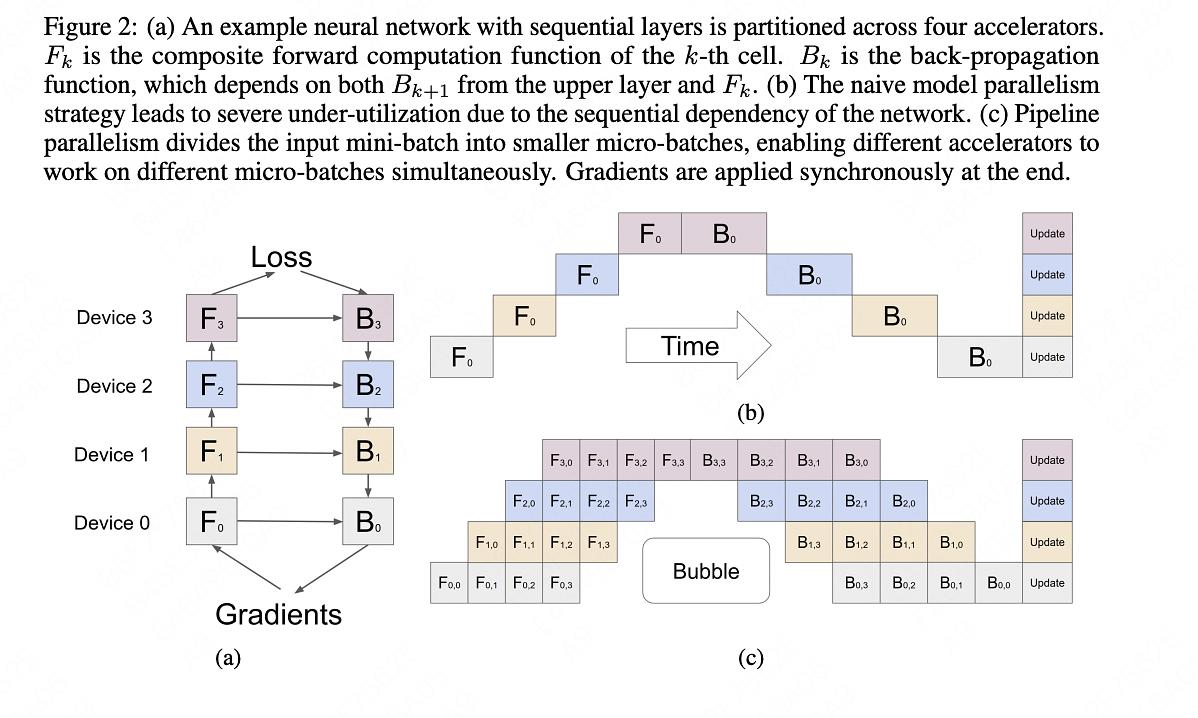 Figure 2: (a) An example neural network with sequential layers is partitioned across four accelerators.
Fk is the composite forward computation function of the k-th cell. Bk is the back-propagation
function, which depends on both Bk+1 from the upper layer and Fk. (b) The naive model parallelism
strategy leads to severe under-utilization due to the sequential dependency of the network. (c) Pipeline
parallelism divides the input mini-batch into smaller micro-batches, enabling different accelerators to
work on different micro-batches simultaneously. Gradients are applied synchronously at the end.
Loss
Device 3 F3 B3
Device 2 F2 B2
Device 1 F1 B1
Device 0 F0 B0
Gradients
(a)
F0 B0 Update
F0 B0 Update
F0 B0 Update
F0 Time B0 Update
(b)
F3,0 F3,1 F3,2 F3,3 B3,3 B3,2 B3,1 B3,0 Update
F2,0 F2,1 F2,2 F2,3 B2,3 B2,2 B2,1 B2,0 Update
F1,0 F1,1 F1,2 F1,3 B1,3 B1,2 B1,1 B1,0 Update
F0,0 F0,1 F0,2 F0,3 Bubble B0,3 B0,2 B0,1 B0,0 Update
(c)